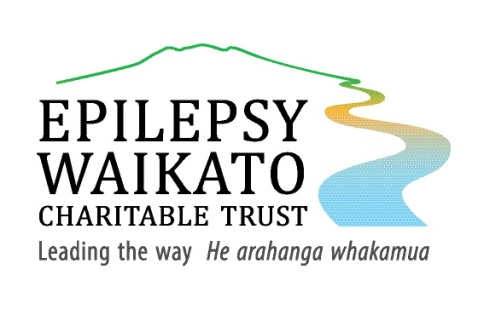 EPILEPSY
WAIKATO
CHARITABLE TRUST
Leading the way He arahanga whakamua